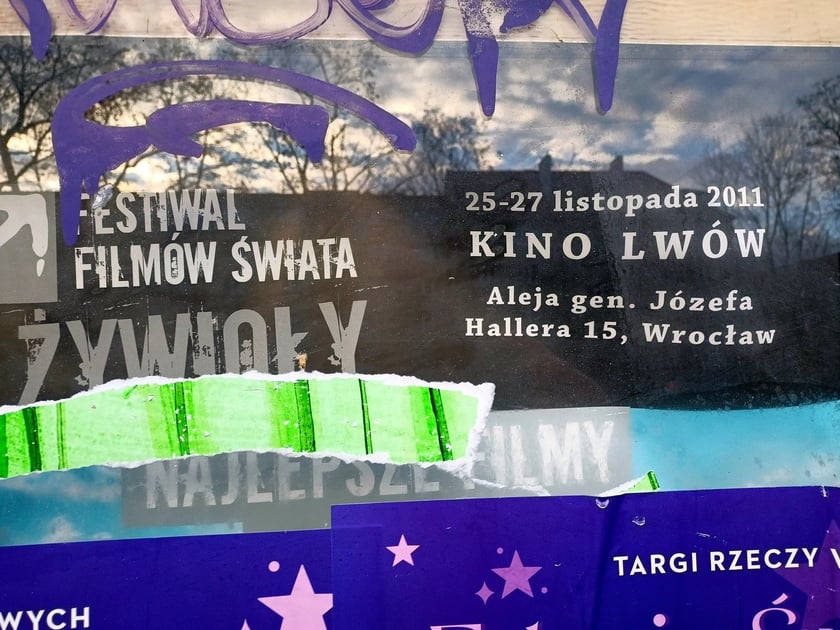 FESTIWAL
FILMÓW ŚWIATA
ŻYWIOŁY
25-27 listopada 2011
KINO LWÓW
Aleja gen. Józefa
Hallera 15, Wrocław
NAJLEPSZE FILMY
TARGI RZECZY
WYCH